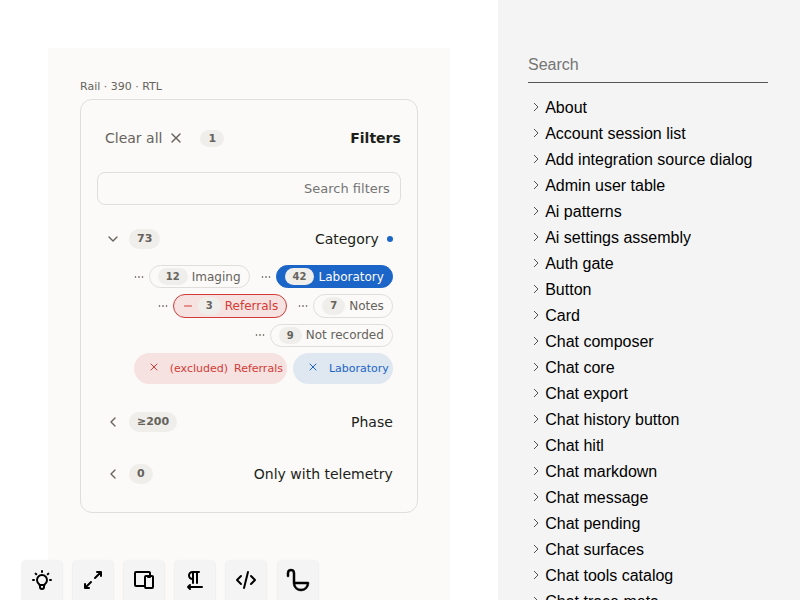 Rail · 390 · RTL
Clear all 1 Filters
Search filters
73 Category
12 Imaging 42 Laboratory
3 Referrals 7 Notes
9 Not recorded
(excluded) Referrals Laboratory
≥200 Phase
0 Only with telemetry
Search
About
Account session list
Add integration source dialog
Admin user table
Ai patterns
Ai settings assembly
Auth gate
Button
Card
Chat composer
Chat core
Chat export
Chat history button
Chat hitl
Chat markdown
Chat message
Chat pending
Chat surfaces
Chat tools catalog